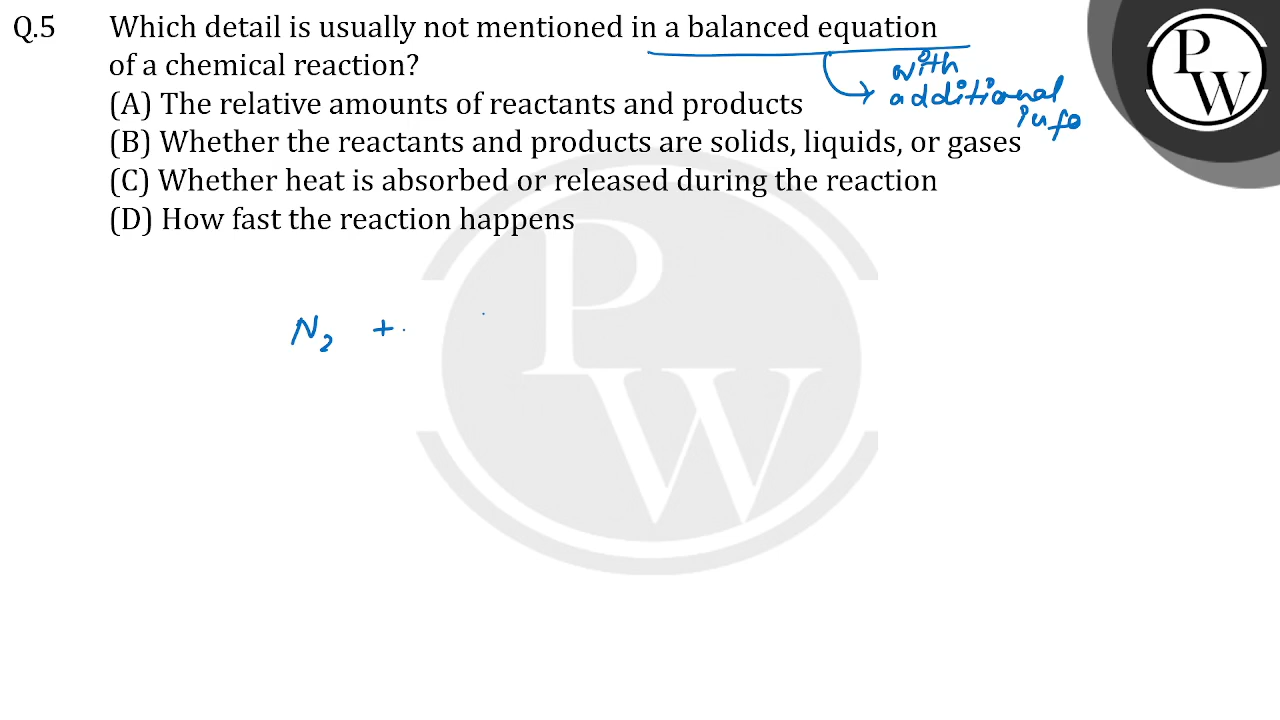 Q.5 Which detail is usually not mentioned in a balanced equation
of a chemical reaction?
with
additional
info
(A) The relative amounts of reactants and products
(B) Whether the reactants and products are solids, liquids, or gases
(C) Whether heat is absorbed or released during the reaction
(D) How fast the reaction happens
N₂ +
P
W
P
W